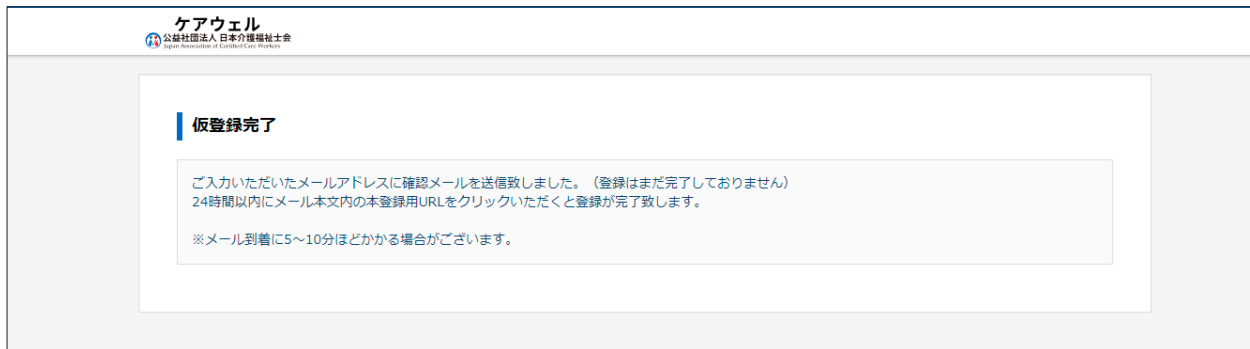 ケアウェル
公益社団法人 日本介護福祉士会
Japan Association of Certified Care Workers
仮登録完了
ご入力いただいたメールアドレスに確認メールを送信致しました。（登録はまだ完了しておりません）
24時間以内にメール本文内の本登録用URLをクリックいただくと登録が完了致します。
※メール到着に5～10分ほどかかる場合がございます。